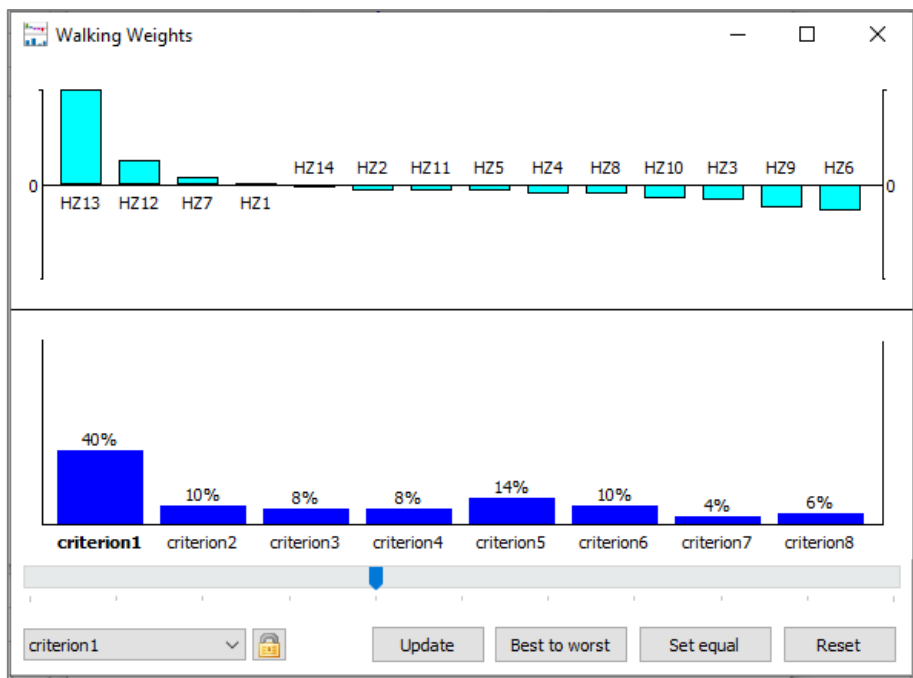 Walking Weights
HZ14 HZ2 HZ11 HZ5 HZ4 HZ8 HZ10 HZ3 HZ9 HZ6
0 0
HZ13 HZ12 HZ7 HZ1
40% 10% 8% 8% 14% 10% 4% 6%
criterion1 criterion2 criterion3 criterion4 criterion5 criterion6 criterion7 criterion8
criterion1 Update Best to worst Set equal Reset